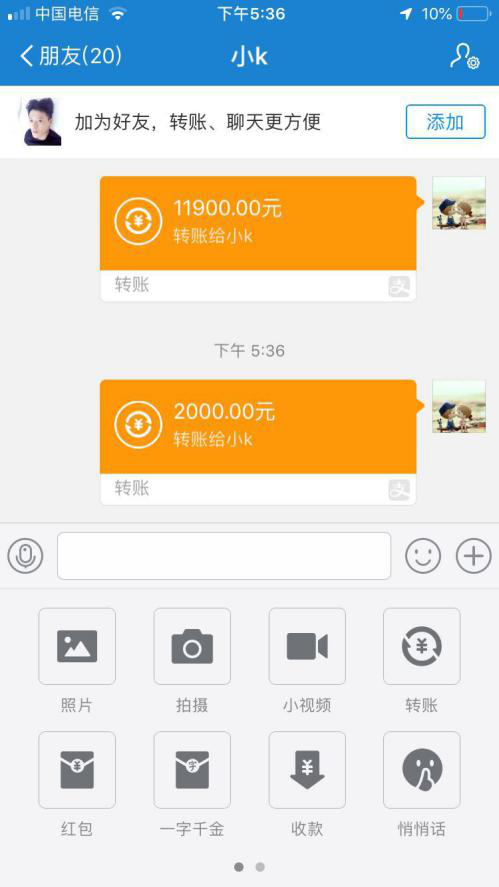 中国电信
下午5:36
10%
朋友(20)
小k
加为好友，转账、聊天更方便
添加
11900.00元
转账给小k
转账
支
下午 5:36
2000.00元
转账给小k
转账
支
照片
拍摄
小视频
¥
转账
¥
红包
字
一字千金
¥
收款
悄悄话